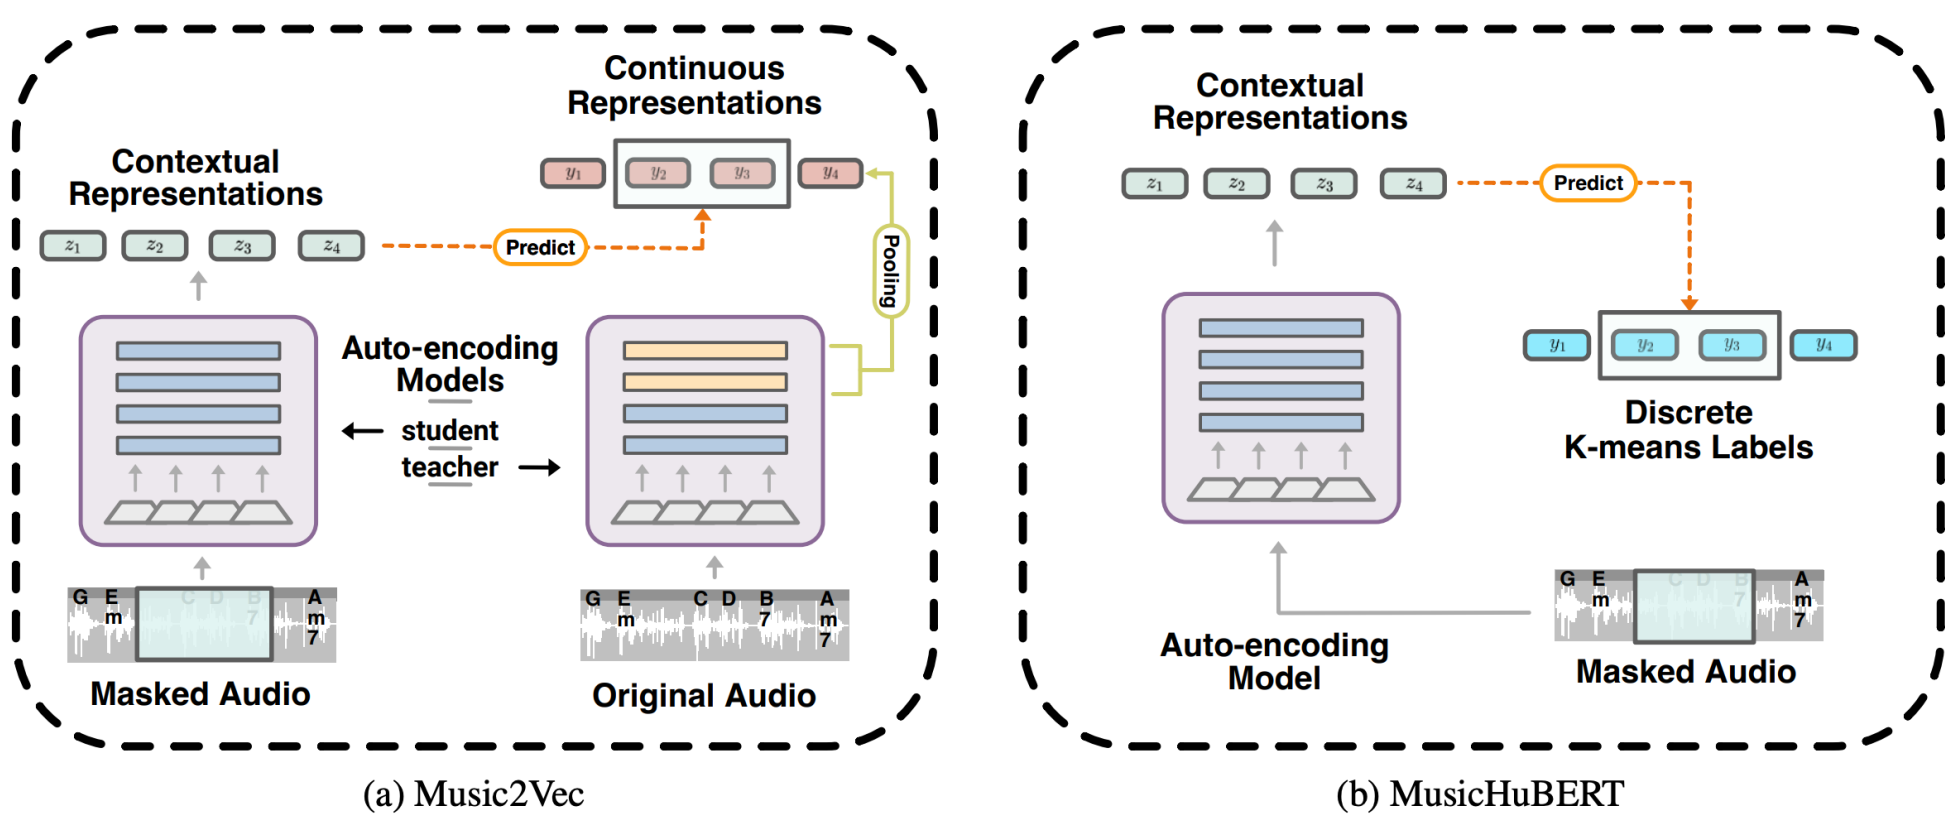 Continuous
Representations
y1 y2 y3 y4
Contextual
Representations
z1 z2 z3 z4
Predict
Pooling
Auto-encoding
Models
student
teacher
G E m C D B 7 A m 7
Masked Audio
G E m C D B 7 A m 7
Original Audio
(a) Music2Vec
Contextual
Representations
z1 z2 z3 z4
Predict
y1 y2 y3 y4
Discrete
K-means Labels
G E m C D B 7 A m 7
Auto-encoding
Model
Masked Audio
(b) MusicHuBERT